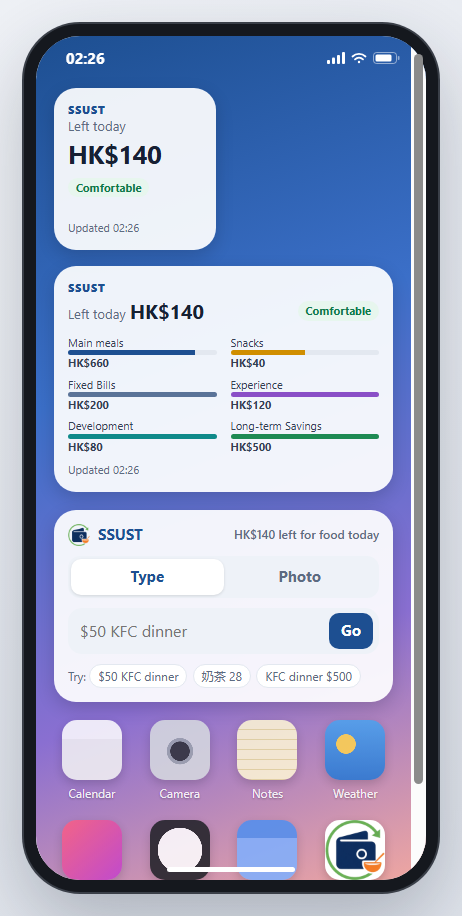 02:26
SSUST
Left today
HK$140
Comfortable
Updated 02:26
SSUST
Left today HK$140
Comfortable
Main meals
HK$660
Snacks
HK$40
Fixed Bills
HK$200
Experience
HK$120
Development
HK$80
Long-term Savings
HK$500
Updated 02:26
SSUST
HK$140 left for food today
Type
Photo
$50 KFC dinner
Go
Try:
$50 KFC dinner
奶茶 28
KFC dinner $500
Calendar
Camera
Notes
Weather